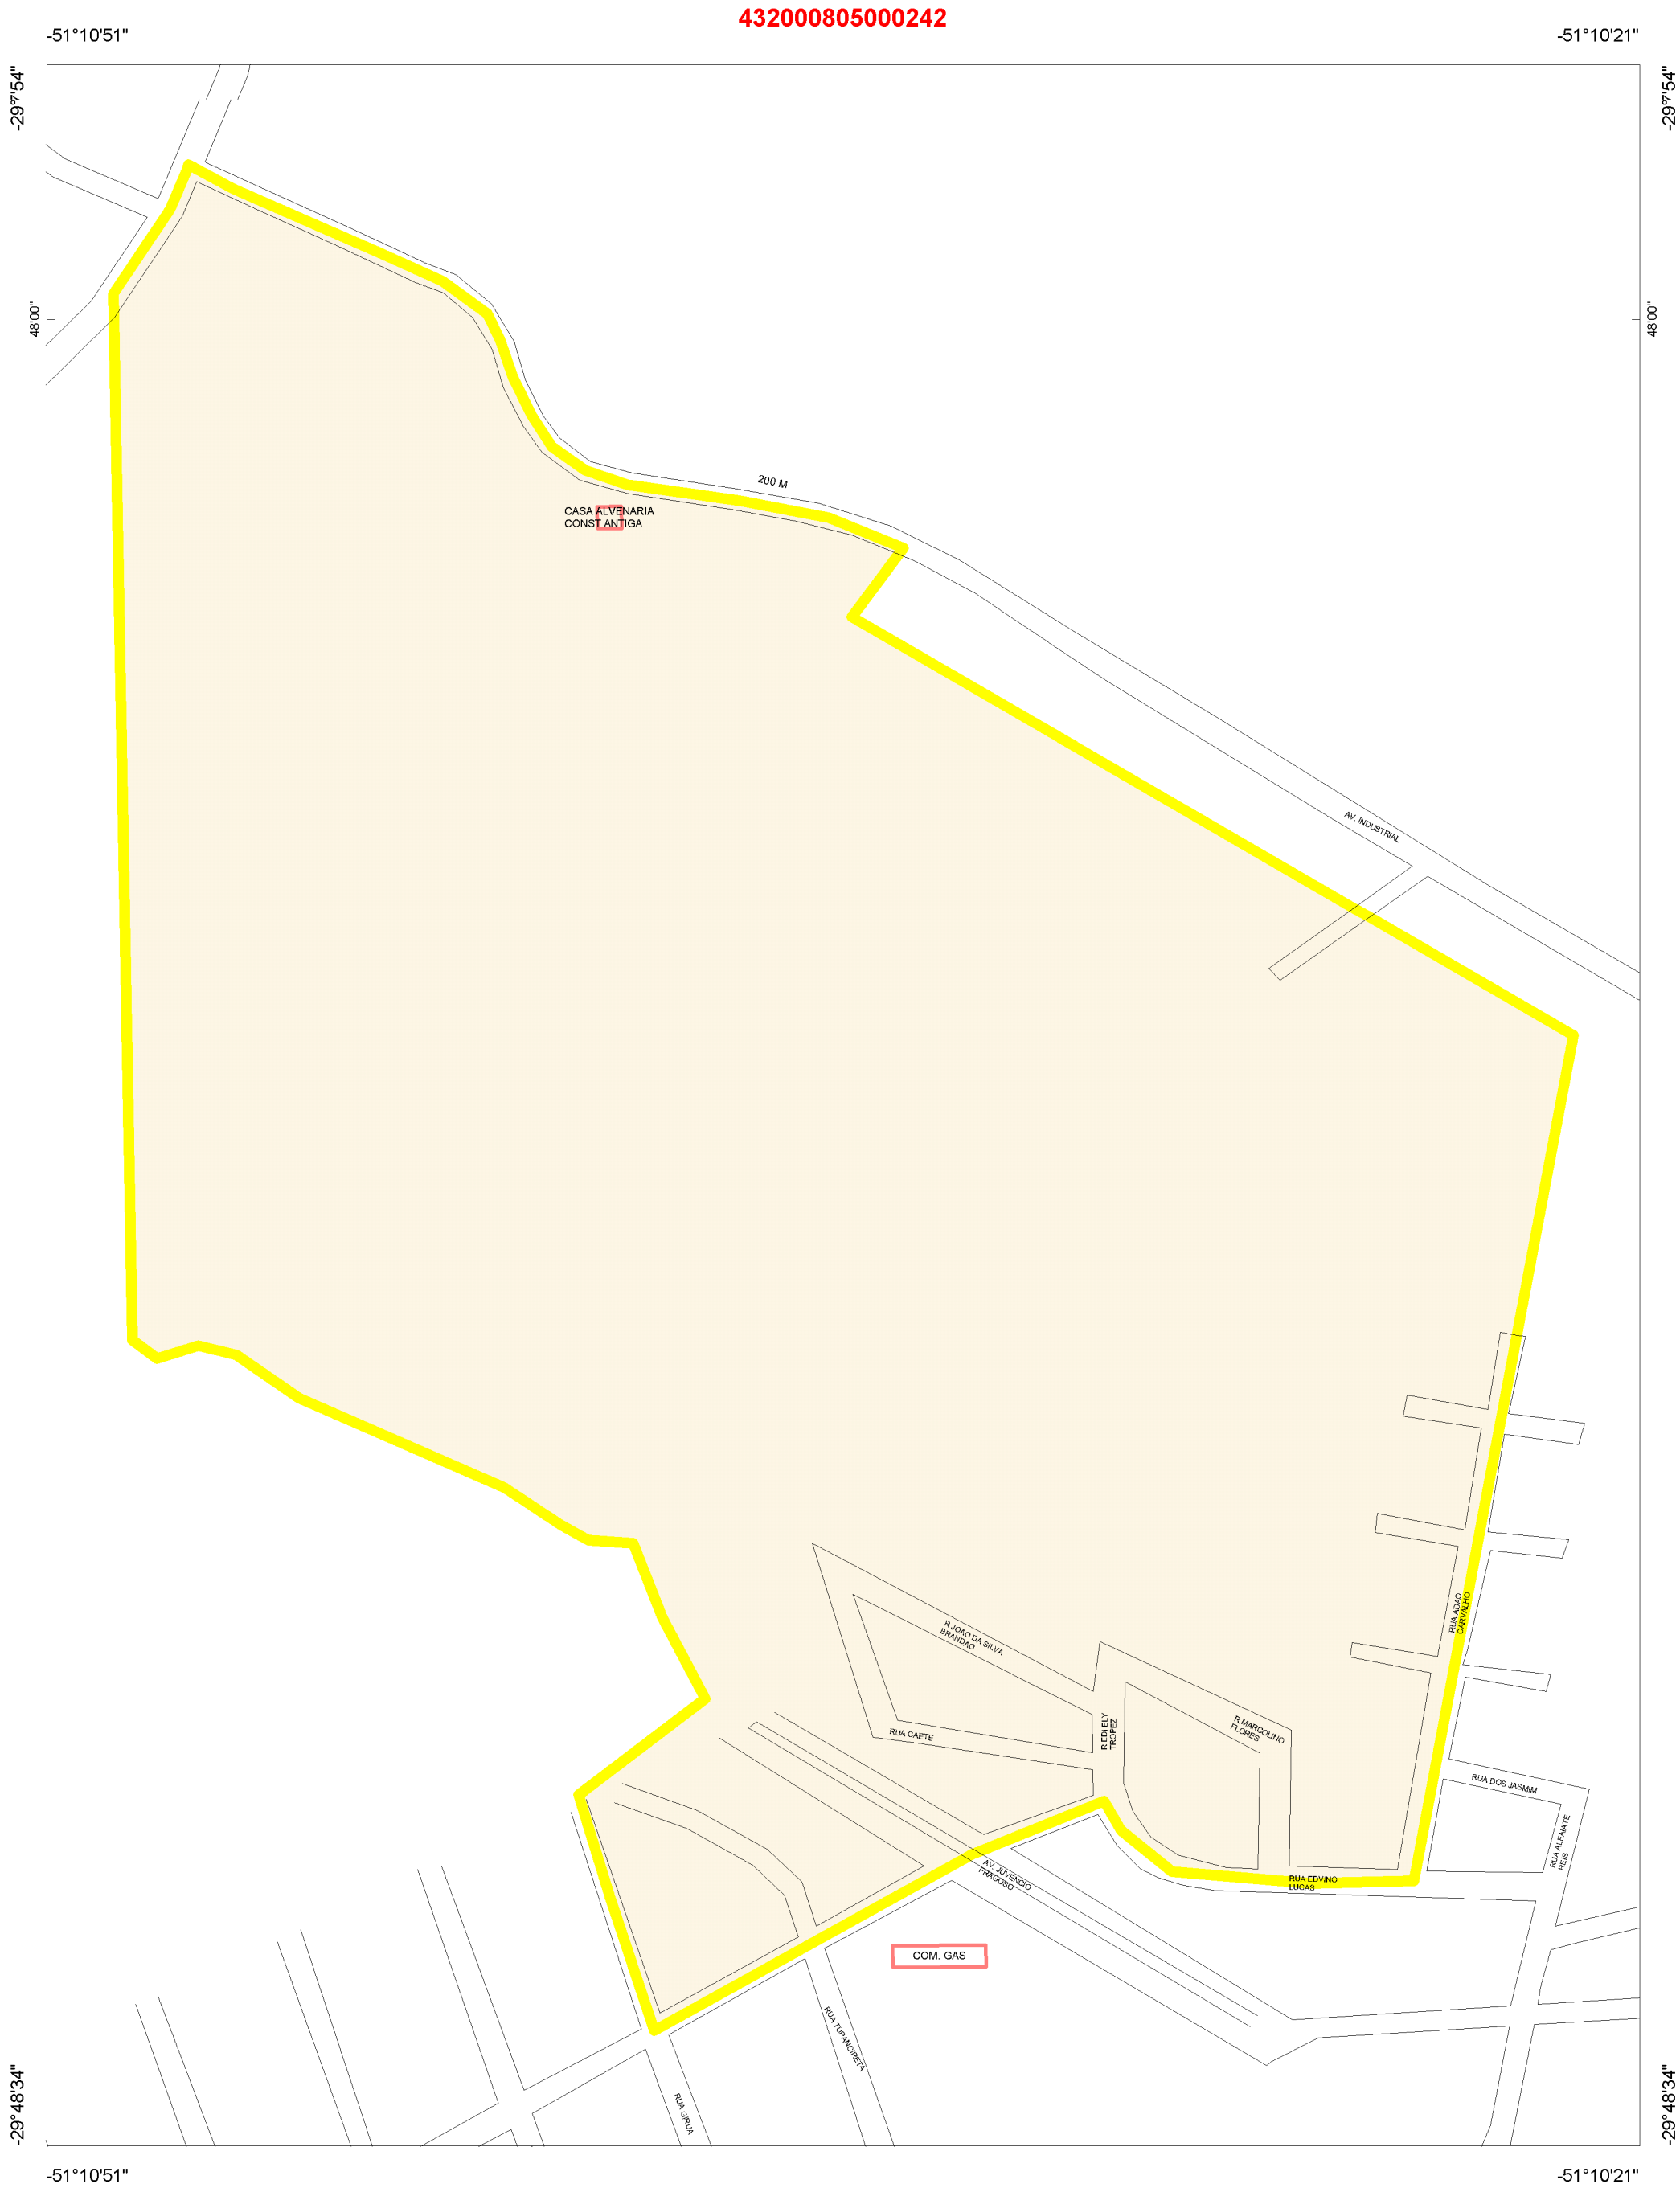 432000805000242
-51°10'51"
-51°10'21"
-29°7'54"
-29°7'54"
48'00"
48'00"
200 M
CASA ALVENARIA
CONST ANTIGA
AV. INDUSTRIAL
RUA ADAO
CARVALHO
R JOAO DA SILVA
BRANDAO
R.EDI ELY
TROPEZ
R.MARCOLINO
FLORES
RUA CAETE
RUA DOS JASMIM
RUA ALFAIATE
REIS
AV. JUVENCIO
FRAGOSO
RUA EDVINO
LUCAS
COM. GAS
RUA TUPANCIRETA
RUA GIRUA
-29°48'34"
-29°48'34"
-51°10'51"
-51°10'21"